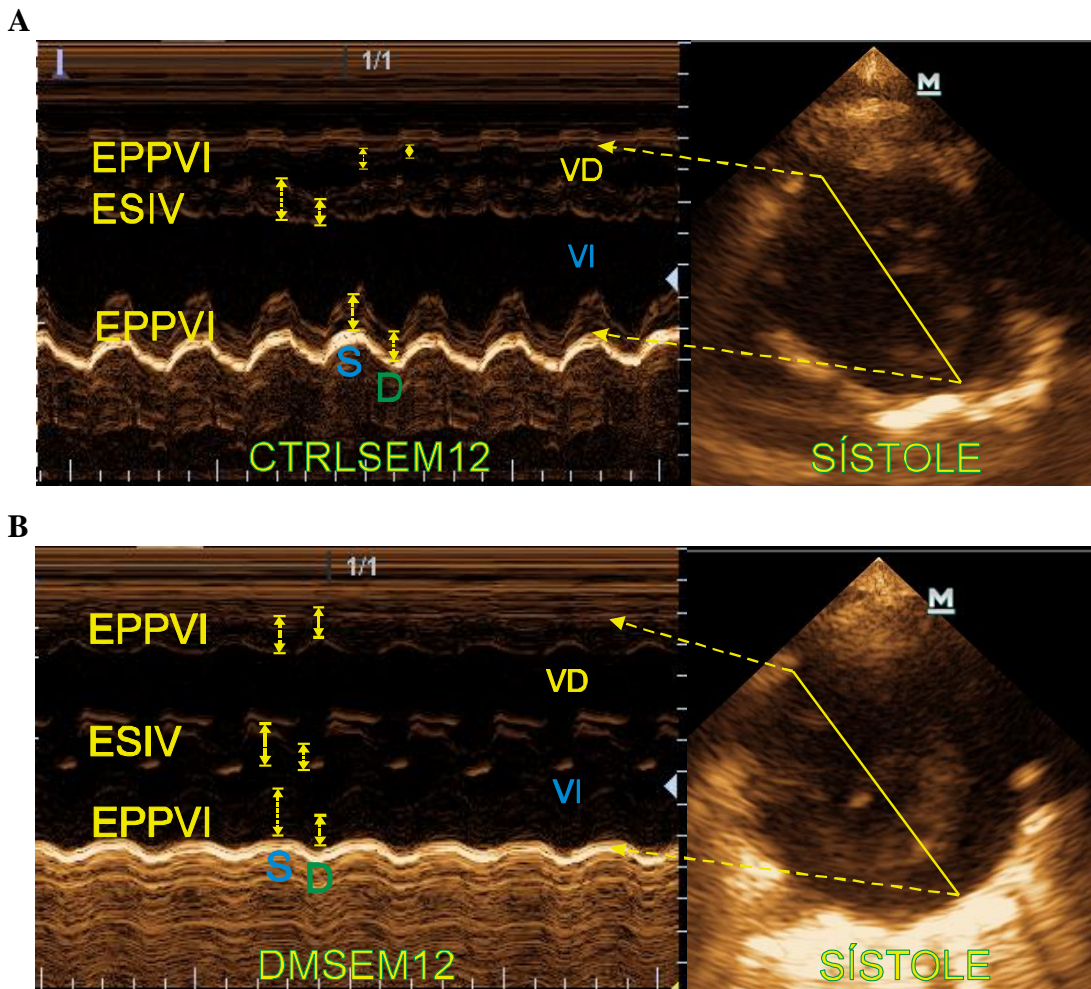 A
1/1
M
EPPVI
VD
ESIV
VI
EPPVI
S
D
CTRLSEM12
SÍSTOLE
B
1/1
M
EPPVI
VD
ESIV
VI
EPPVI
S
D
DMSEM12
SÍSTOLE